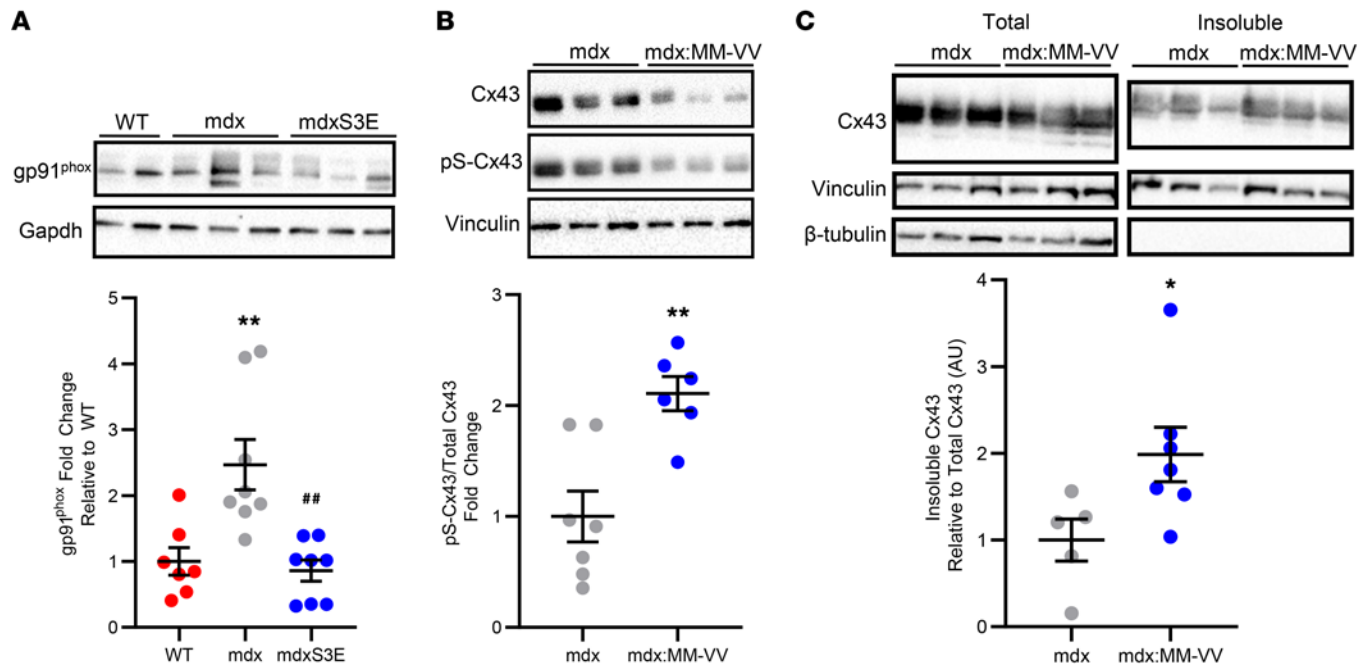 A
WT mdx mdxS3E
gp91phox
Gapdh
gp91phox Fold Change
Relative to WT
5
4
3
2
1
0
**
##
WT mdx mdxS3E
B
mdx mdx:MM-VV
Cx43
pS-Cx43
Vinculin
pS-Cx43/Total Cx43
Fold Change
3
2
1
0
**
mdx mdx:MM-VV
C
Total Insoluble
mdx mdx:MM-VV mdx mdx:MM-VV
Cx43
Vinculin
β-tubulin
Insoluble Cx43
Relative to Total Cx43 (AU)
4
3
2
1
0
*
mdx mdx:MM-VV